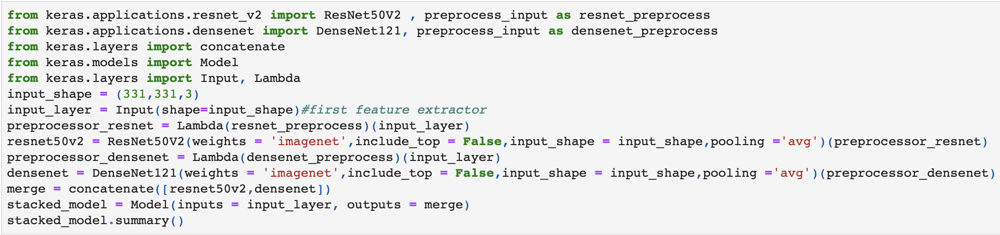 from keras.applications.resnet_v2 import ResNet50V2 , preprocess_input as resnet_preprocess
from keras.applications.densenet import DenseNet121, preprocess_input as densenet_preprocess
from keras.layers import concatenate
from keras.models import Model
from keras.layers import Input, Lambda
input_shape = (331,331,3)
input_layer = Input(shape=input_shape)#first feature extractor
preprocessor_resnet = Lambda(resnet_preprocess)(input_layer)
resnet50v2 = ResNet50V2(weights = 'imagenet',include_top = False,input_shape = input_shape,pooling ='avg')(preprocessor_resnet)
preprocessor_densenet = Lambda(densenet_preprocess)(input_layer)
densenet = DenseNet121(weights = 'imagenet',include_top = False,input_shape = input_shape,pooling ='avg')(preprocessor_densenet)
merge = concatenate([resnet50v2,densenet])
stacked_model = Model(inputs = input_layer, outputs = merge)
stacked_model.summary()